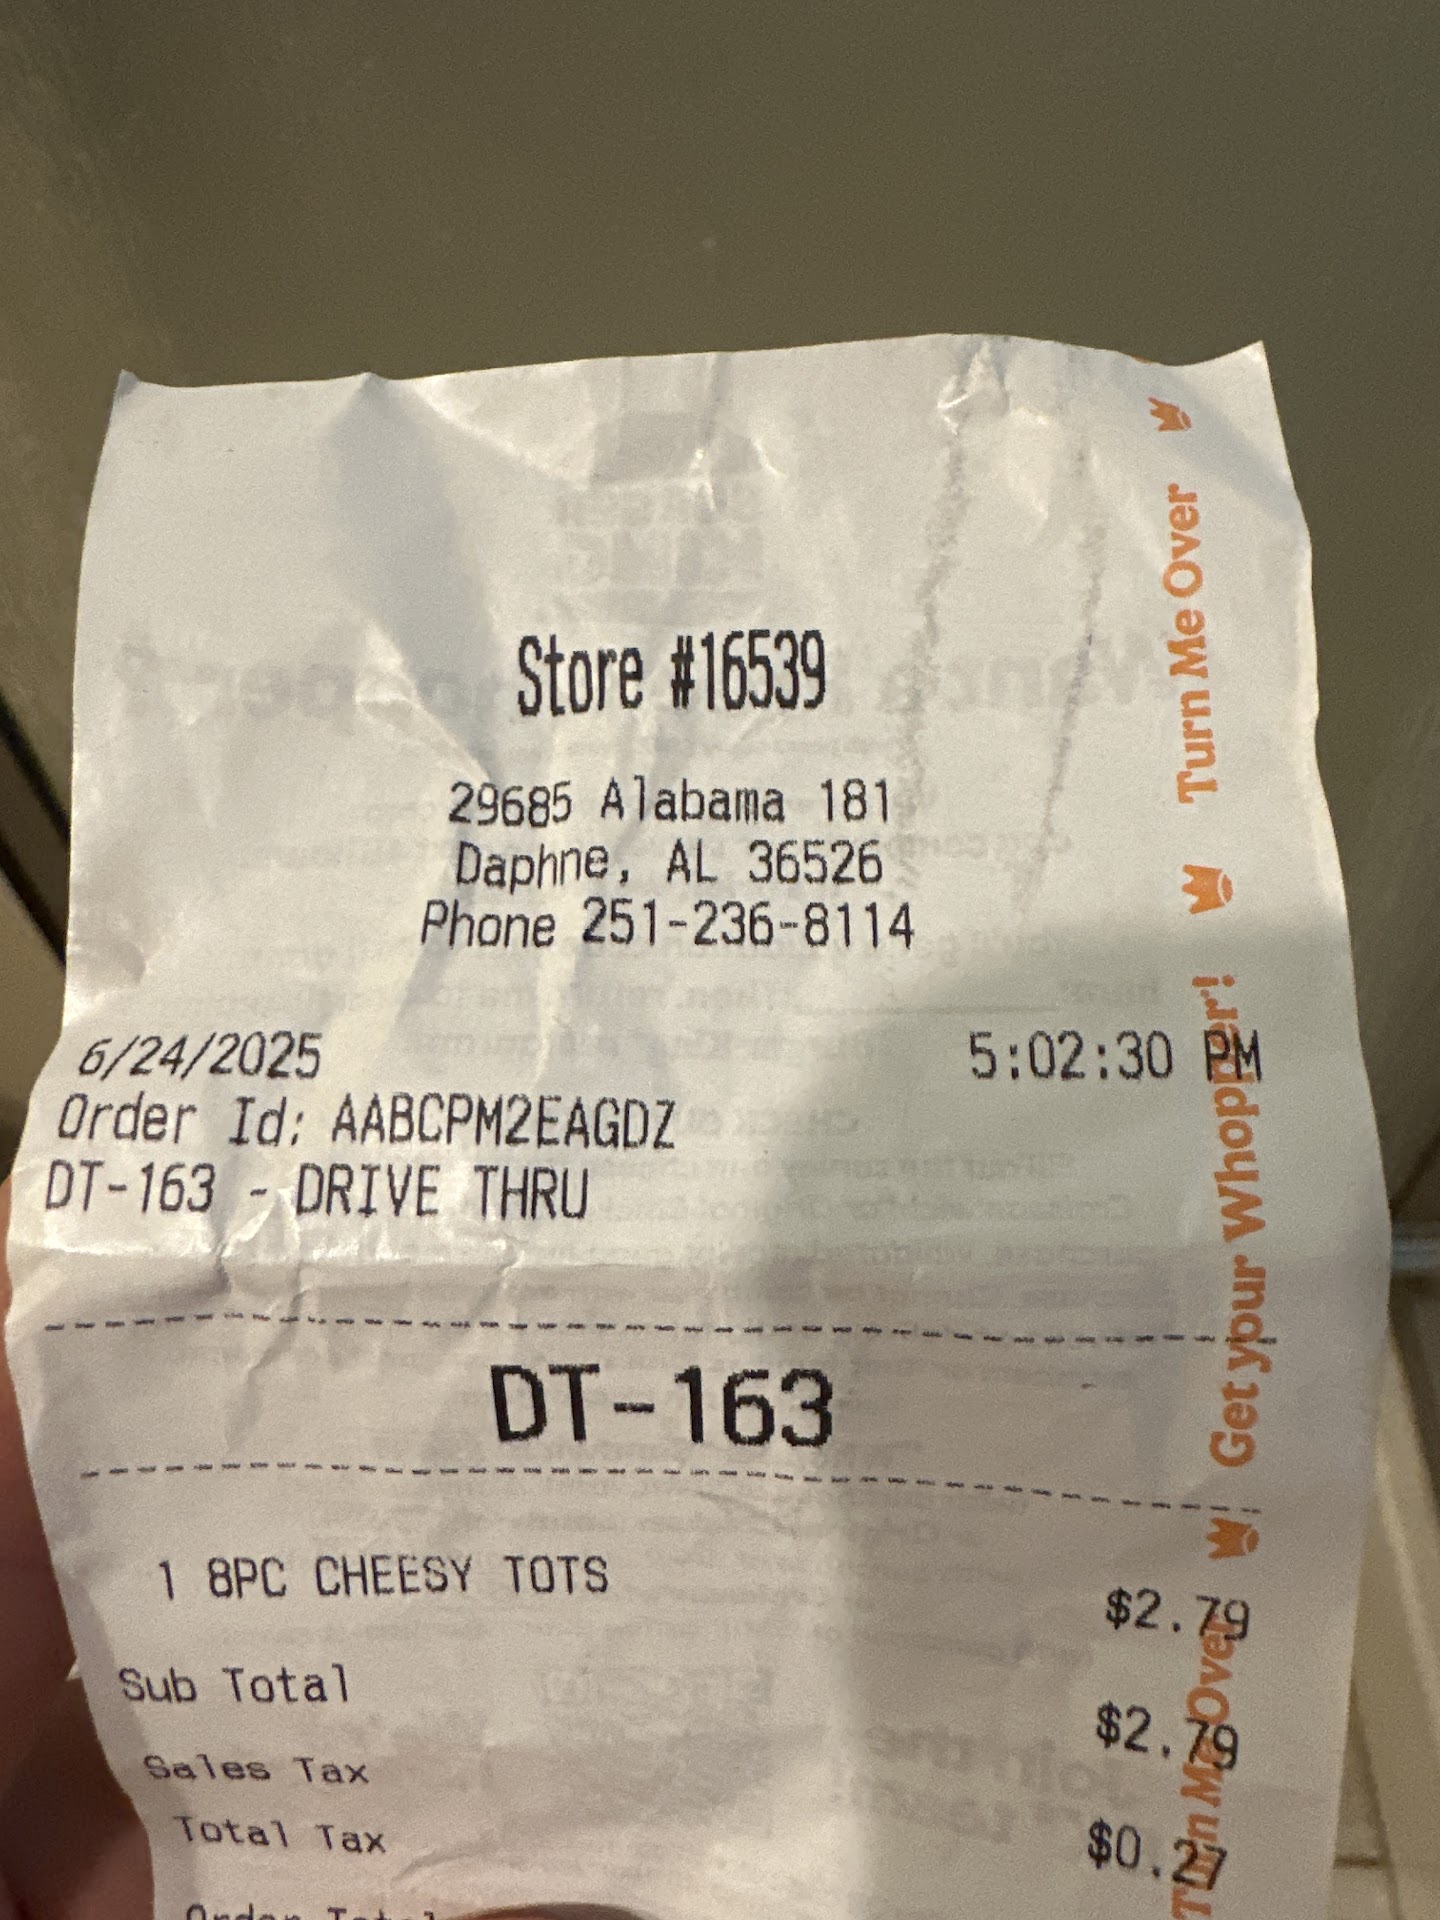 Store #16539
29685 Alabama 181
Daphne, AL 36526
Phone 251-236-8114
6/24/2025 5:02:30 PM
Order Id: AABCPM2EAGDZ
DT-163 - DRIVE THRU
DT-163
1 8PC CHEESY TOTS $2.79
Sub Total $2.79
Sales Tax $0.27
Total Tax
Order Total
Turn Me Over Get your Whopper! Turn Me Over